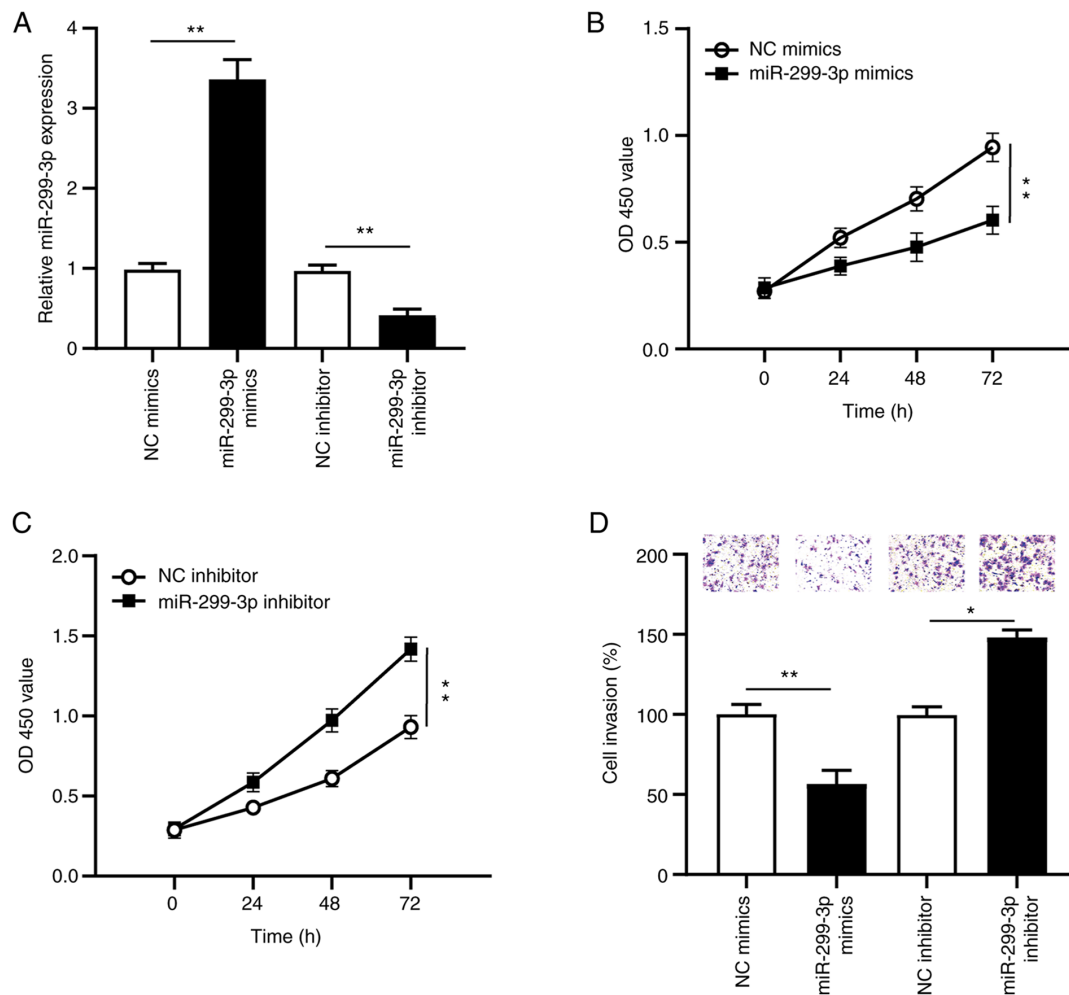 A
**
**
Relative miR-299-3p expression
4
3
2
1
0
NC mimics
miR-299-3p
mimics
NC inhibitor
miR-299-3p
inhibitor
B
NC mimics
miR-299-3p mimics
OD 450 value
1.5
1.0
0.5
0.0
**
0 24 48 72
Time (h)
C
NC inhibitor
miR-299-3p inhibitor
OD 450 value
2.0
1.5
1.0
0.5
0.0
**
0 24 48 72
Time (h)
D
Cell invasion (%)
200
150
100
50
0
**
*
NC mimics
miR-299-3p
mimics
NC inhibitor
miR-299-3p
inhibitor